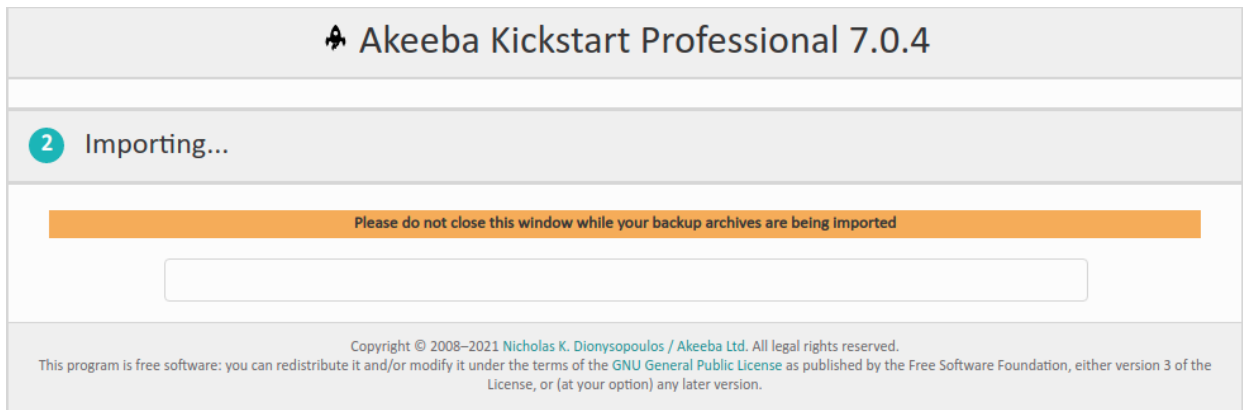 Akeeba Kickstart Professional 7.0.4
2 Importing...
Please do not close this window while your backup archives are being imported
Copyright © 2008–2021 Nicholas K. Dionysopoulos / Akeeba Ltd. All legal rights reserved.
This program is free software: you can redistribute it and/or modify it under the terms of the GNU General Public License as published by the Free Software Foundation, either version 3 of the
License, or (at your option) any later version.